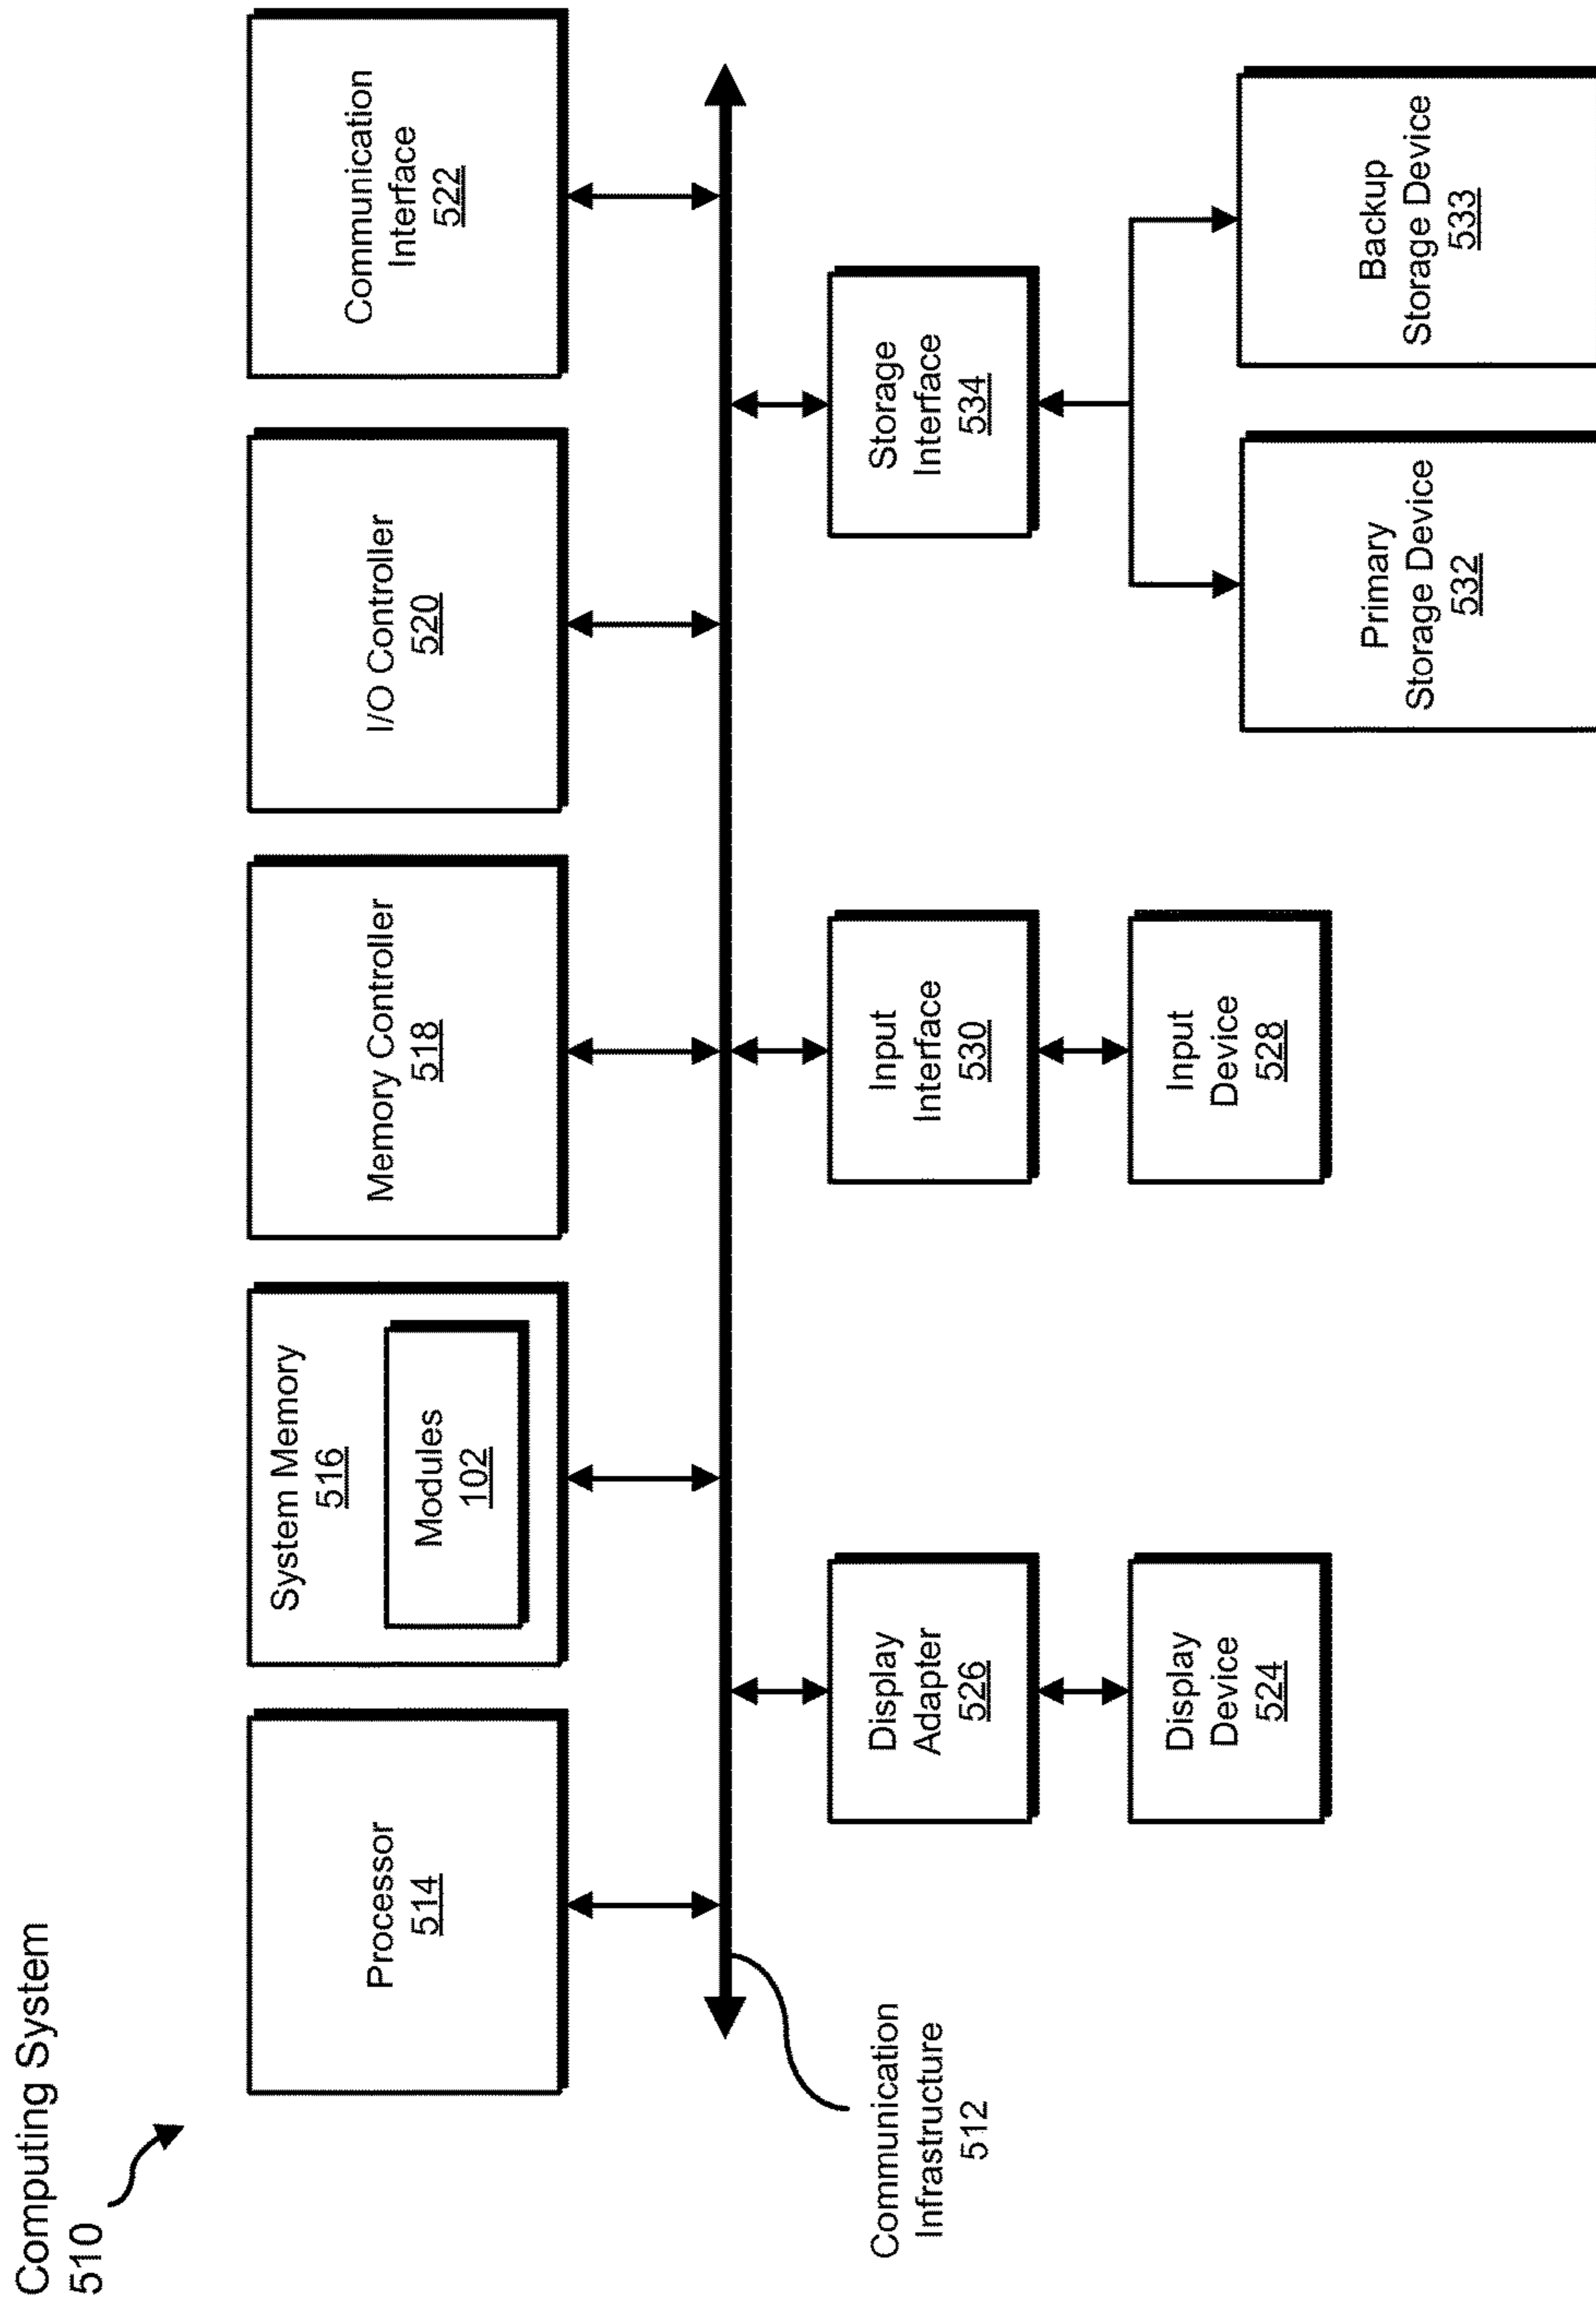 Computing System
510
Processor
514
System Memory
516
Modules
102
Memory Controller
518
I/O Controller
520
Communication
Interface
522
Communication
Infrastructure
512
Display
Adapter
526
Input
Interface
530
Storage
Interface
534
Display
Device
524
Input
Device
528
Primary
Storage Device
532
Backup
Storage Device
533